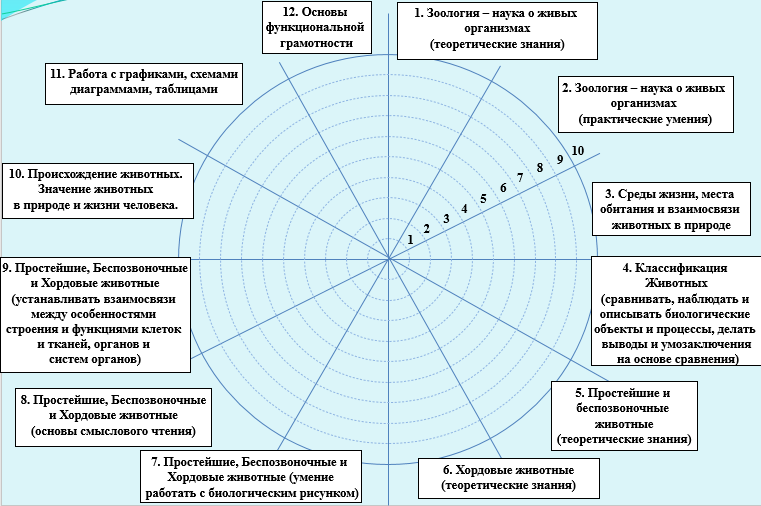 12. Основы
функциональной
грамотности
1. Зоология – наука о живых
организмах
(теоретические знания)
11. Работа с графиками, схемами
диаграммами, таблицами
2. Зоология – наука о живых
организмах
(практические умения)
10. Происхождение животных.
Значение животных
в природе и жизни человека.
3. Среды жизни, места
обитания и взаимосвязи
животных в природе
1 2 3 4 5 6 7 8 9 10
9. Простейшие, Беспозвоночные
и Хордовые животные
(устанавливать взаимосвязи
между особенностями
строения и функциями клеток
и тканей, органов и
систем органов)
4. Классификация
Животных
(сравнивать, наблюдать и
описывать биологические
объекты и процессы, делать
выводы и умозаключения
на основе сравнения)
8. Простейшие, Беспозвоночные
и Хордовые животные
(основы смыслового чтения)
5. Простейшие и
беспозвоночные
животные
(теоретические знания)
7. Простейшие, Беспозвоночные и
Хордовые животные (умение
работать с биологическим рисунком)
6. Хордовые животные
(теоретические знания)